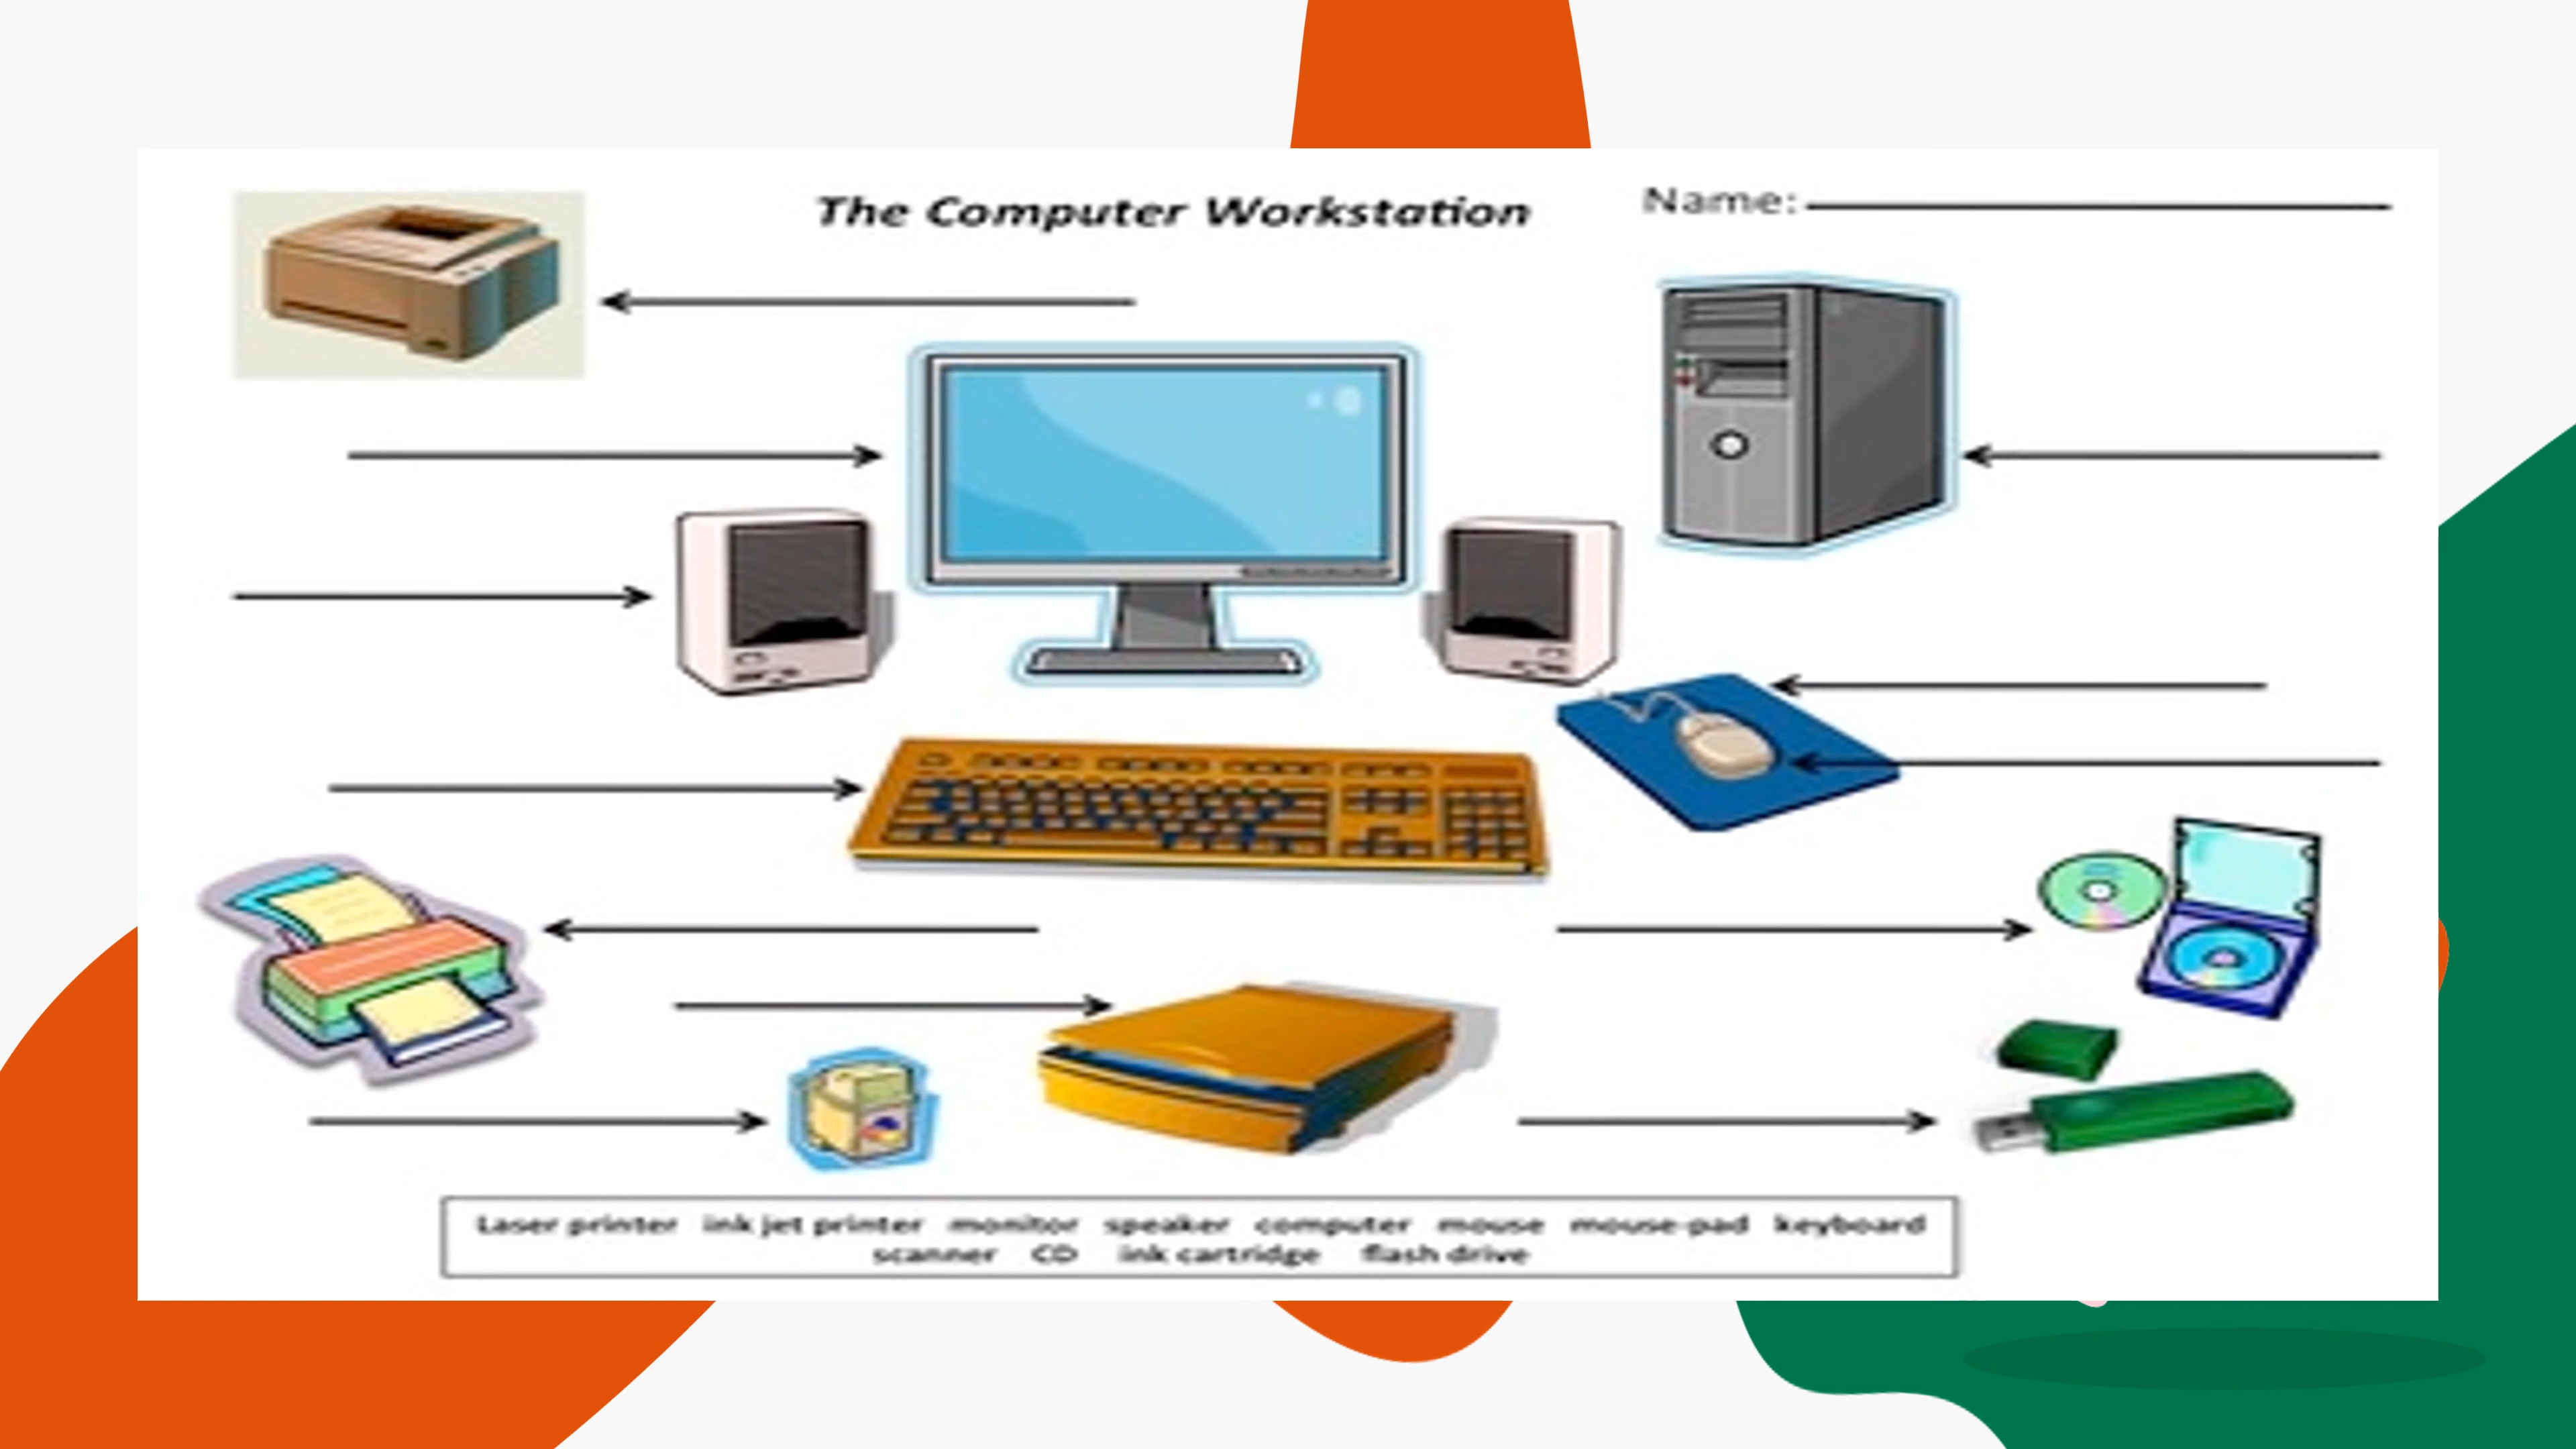 The Computer Workstation
Name:
Laser printer ink jet printer monitor speaker computer mouse mouse-pad keyboard
scanner CD ink cartridge flash drive